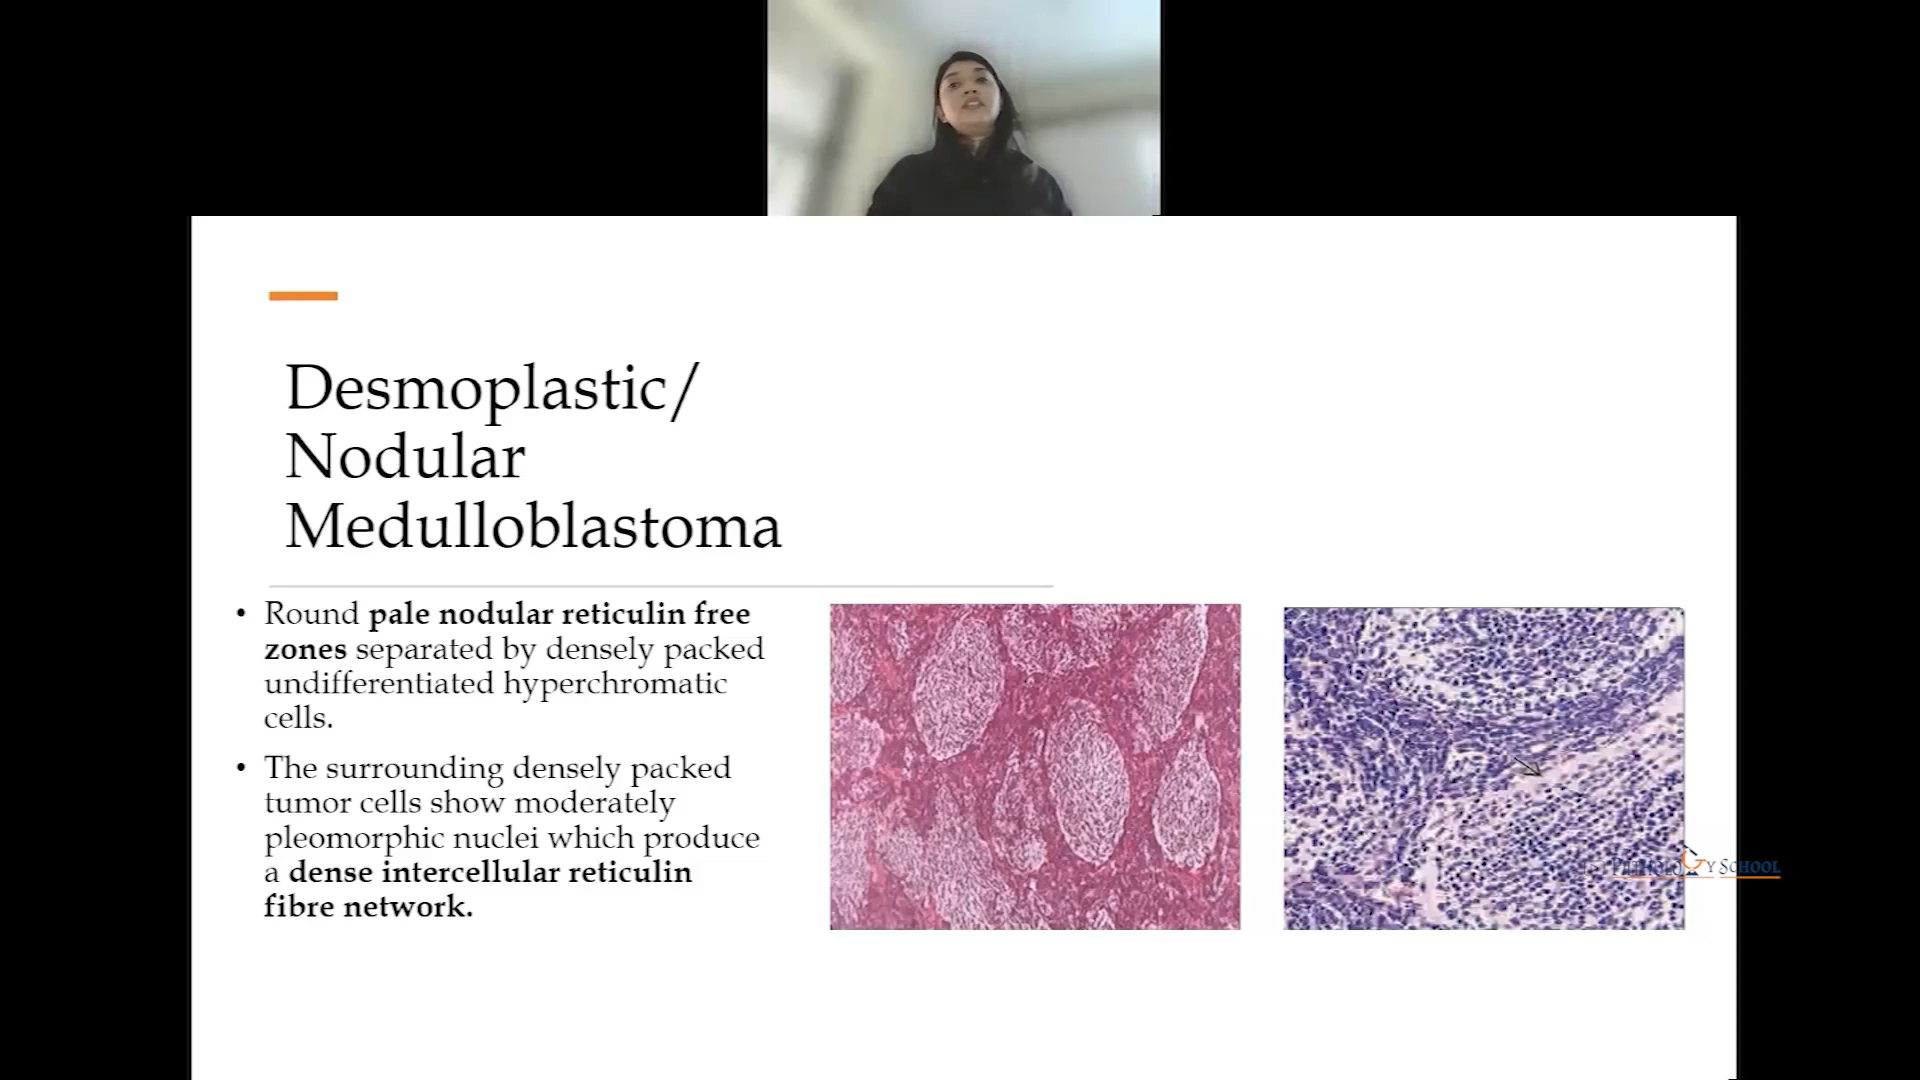 Desmoplastic/
Nodular
Medulloblastoma
• Round pale nodular reticulin free
zones separated by densely packed
undifferentiated hyperchromatic
cells.
• The surrounding densely packed
tumor cells show moderately
pleomorphic nuclei which produce
a dense intercellular reticulin
fibre network.
SCHOOL